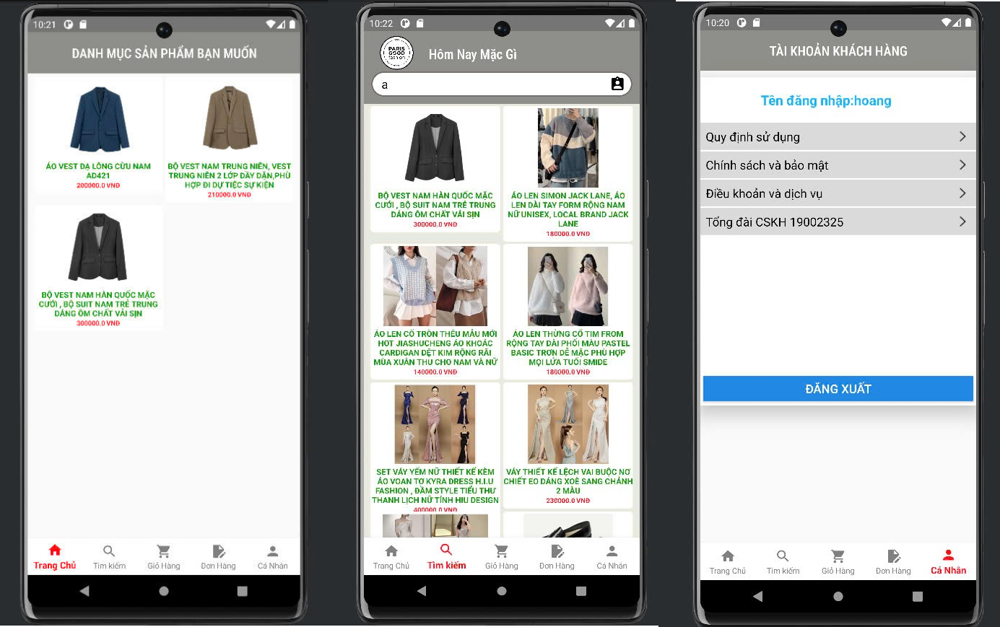 10:21
DANH MỤC SẢN PHẨM BẠN MUỐN
ÁO VEST DẠ LÔNG CỪU NAM
AD421
200000.0 VNĐ
BỘ VEST NAM TRUNG NIÊN, VEST
TRUNG NIÊN 2 LỚP DẦY DẶN,PHÙ
HỢP ĐI DỰ TIỆC SỰ KIỆN
210000.0 VNĐ
BỘ VEST NAM HÀN QUỐC MẶC
CƯỚI , BỘ SUIT NAM TRẺ TRUNG
DÁNG ÔM CHẤT VẢI SỊN
300000.0 VNĐ
Trang Chủ
Tìm kiếm
Giỏ Hàng
Đơn Hàng
Cá Nhân
10:22
PARIS
GOOD
fashion
Hôm Nay Mặc Gì
a
BỘ VEST NAM HÀN QUỐC MẶC
CƯỚI , BỘ SUIT NAM TRẺ TRUNG
DÁNG ÔM CHẤT VẢI SỊN
300000.0 VNĐ
ÁO LEN SIMON JACK LANE, ÁO
LEN DÀI TAY FORM RỘNG NAM
NỮ UNISEX, LOCAL BRAND JACK
LANE
180000.0 VNĐ
ÁO LEN CỔ TRÒN THÊU MẪU MỚI
HOT JIASHUCHENG ÁO KHOÁC
CARDIGAN DỆT KIM RỘNG RÃI
MÙA XUÂN THU CHO NAM VÀ NỮ
140000.0 VNĐ
ÁO LEN THỪNG CỔ TIM FROM
RỘNG TAY DÀI PHỐI MÀU PASTEL
BASIC TRƠN DỄ MẶC PHÙ HỢP
MỌI LỨA TUỔI SMIDE
180000.0 VNĐ
SET VÁY YẾM NỮ THIẾT KẾ KÈM
ÁO VOAN TƠ KYRA DRESS H.I.U
FASHION , ĐẦM STYLE TIỂU THƯ
THANH LỊCH NỮ TÍNH HIU DESIGN
400000.0 VNĐ
VÁY THIẾT KẾ LỆCH VAI BUỘC NƠ
CHIẾT EO DÁNG XOÈ SANG CHẢNH
2 MÀU
230000.0 VNĐ
Trang Chủ
Tìm kiếm
Giỏ Hàng
Đơn Hàng
Cá Nhân
10:20
TÀI KHOẢN KHÁCH HÀNG
Tên đăng nhập:hoang
Quy định sử dụng
Chính sách và bảo mật
Điều khoản và dịch vụ
Tổng đài CSKH 19002325
ĐĂNG XUẤT
Trang Chủ
Tìm kiếm
Giỏ Hàng
Đơn Hàng
Cá Nhân